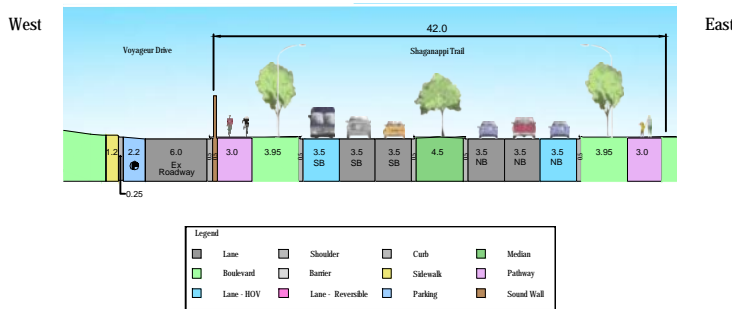 West
East
42.0
Voyageur Drive
Shaganappi Trail
1.2
2.2
6.0
Ex
Roadway
3.0
3.95
3.5
SB
3.5
SB
3.5
SB
4.5
3.5
NB
3.5
NB
3.5
NB
3.95
3.0
0.25
Legend
Lane
Shoulder
Curb
Median
Boulevard
Barrier
Sidewalk
Pathway
Lane - HOV
Lane - Reversible
Parking
Sound Wall